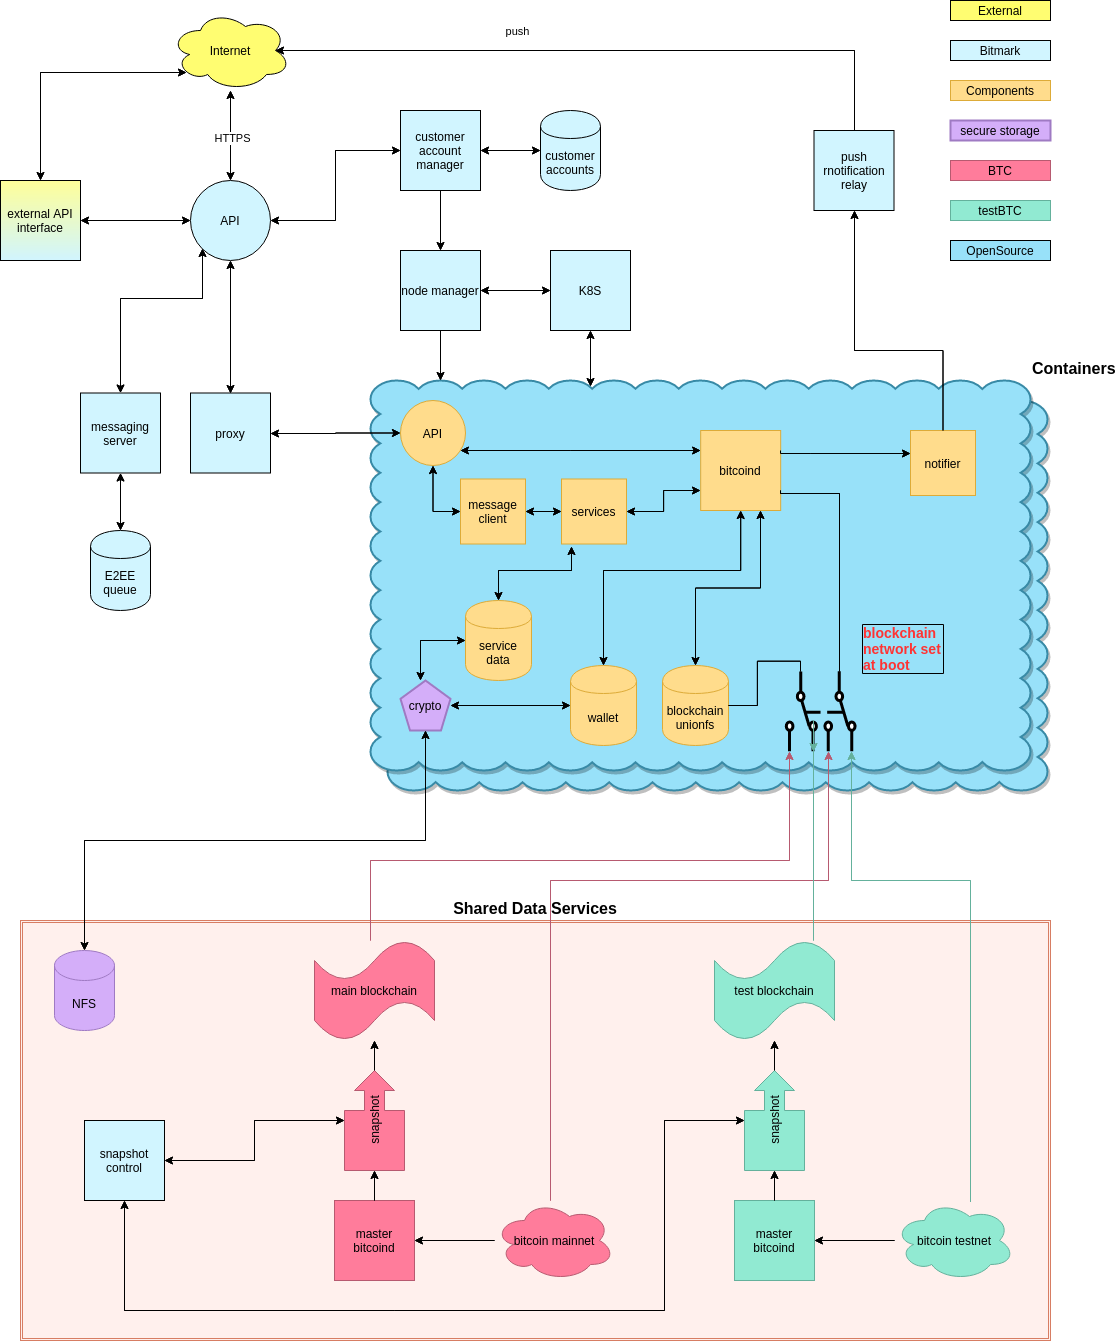 External
push
Internet
Bitmark
Components
HTTPS
customer
account
manager
customer
accounts
secure storage
push
rnotification
relay
BTC
external API
interface
API
testBTC
OpenSource
node manager
K8S
Containers
messaging
server
proxy
API
bitcoind
notifier
message
client
services
E2EE
queue
service
data
blockchain
network set
at boot
crypto
wallet
blockchain
unionfs
Shared Data Services
NFS
main blockchain
test blockchain
snapshot
snapshot
snapshot
control
master
bitcoind
bitcoin mainnet
master
bitcoind
bitcoin testnet